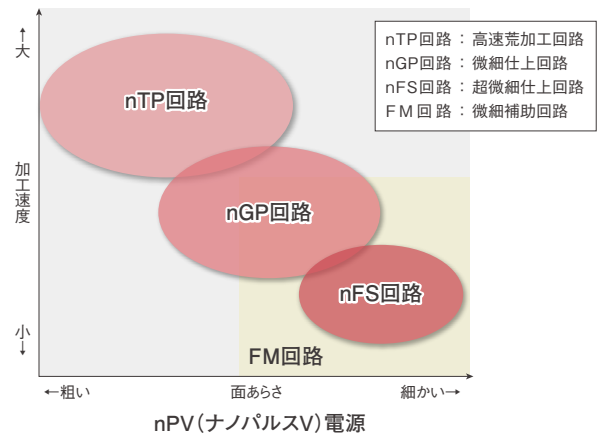 ↑大
nTP回路：高速荒加工回路
nGP回路：微細仕上回路
nFS回路：超微細仕上回路
FM回路：微細補助回路
nTP回路
加工速度
nGP回路
nFS回路
小↓
FM回路
←粗い 面あらさ 細かい→
nPV（ナノパルスV）電源